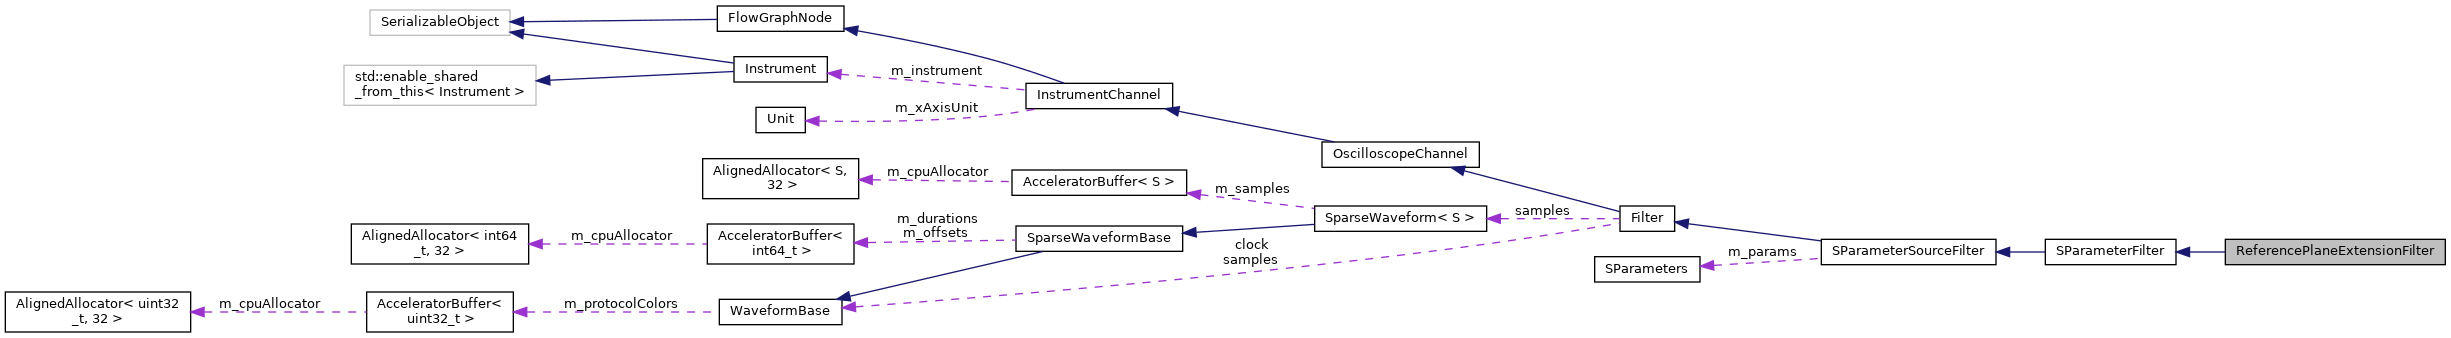 SerializableObject
FlowGraphNode
std::enable_shared
_from_this< Instrument >
Instrument
m_instrument
InstrumentChannel
Unit
m_xAxisUnit
OscilloscopeChannel
AlignedAllocator< S,
32 >
m_cpuAllocator
AcceleratorBuffer< S >
m_samples
SparseWaveform< S >
samples
Filter
AlignedAllocator< int64
_t, 32 >
m_cpuAllocator
AcceleratorBuffer<
int64_t >
m_durations
m_offsets
SparseWaveformBase
clock
samples
SParameters
m_params
SParameterSourceFilter
SParameterFilter
ReferencePlaneExtensionFilter
AlignedAllocator< uint32
_t, 32 >
m_cpuAllocator
AcceleratorBuffer<
uint32_t >
m_protocolColors
WaveformBase